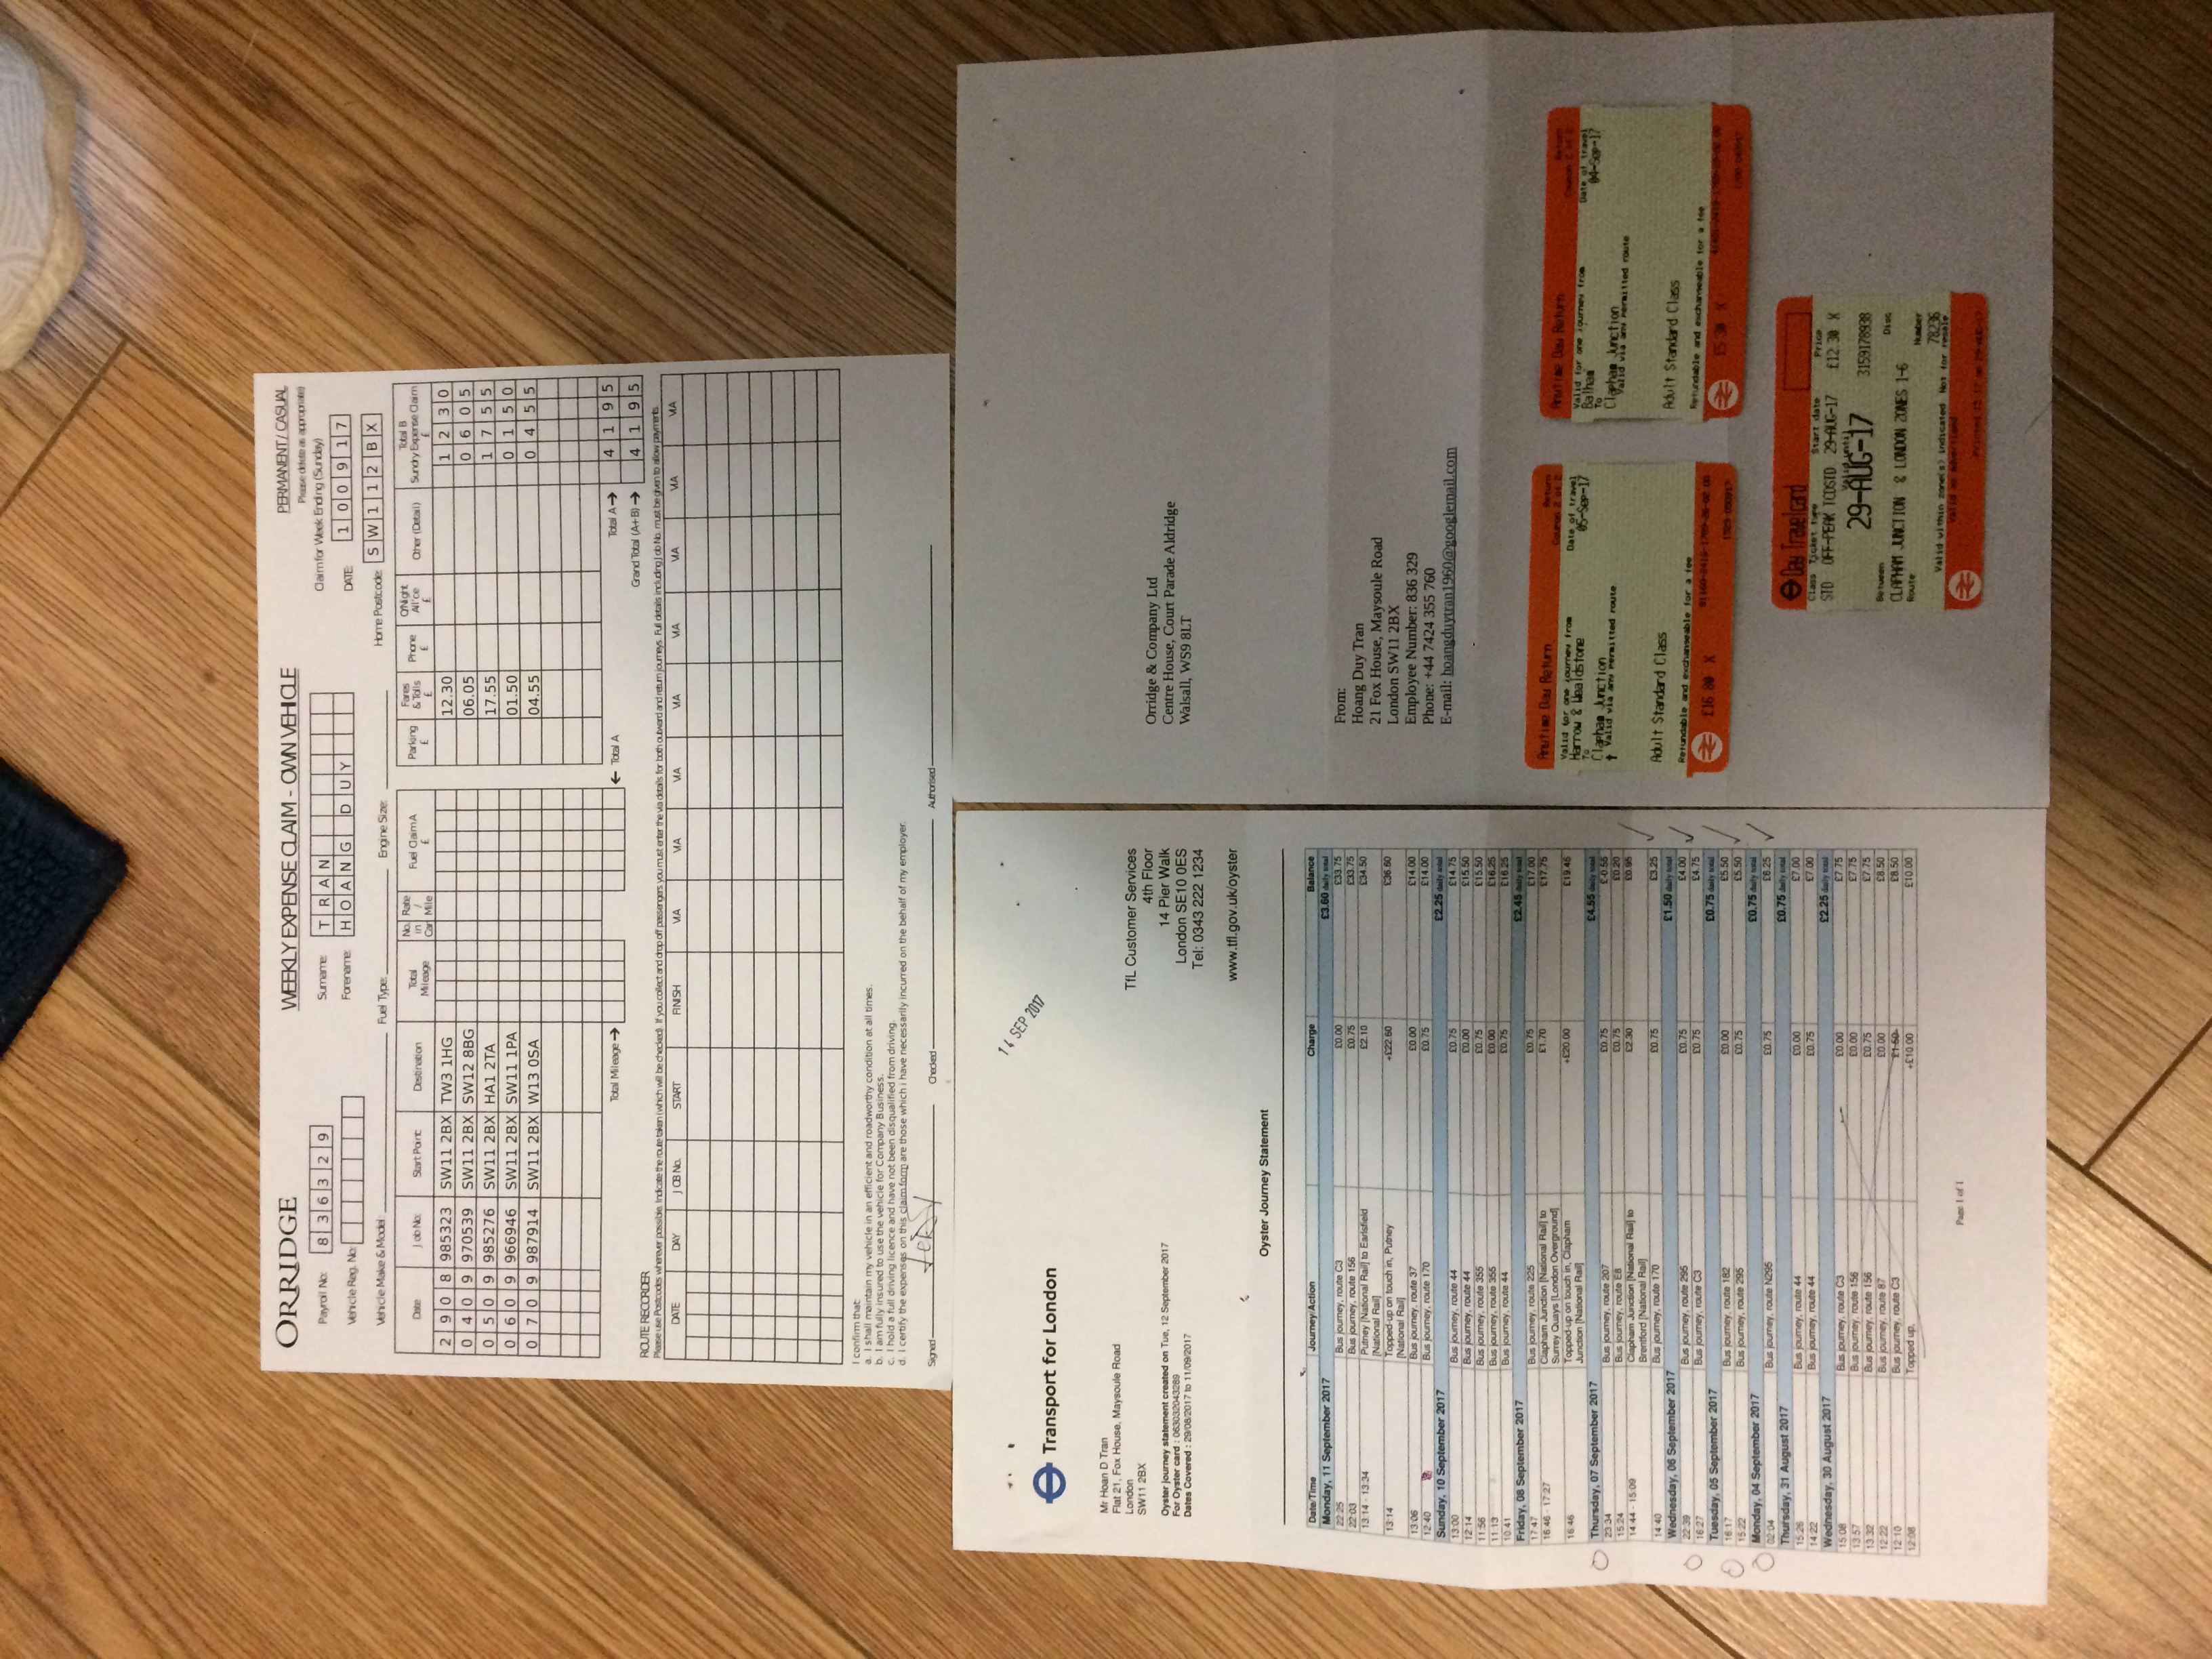 ORRIDGE
WEEKLY EXPENSE CLAIM - OWN VEHICLE
PERMANENT / CASUAL
Please delete as appropriate)
Payroll No: 8 3 6 3 2 9
Surname: T R A N
Claim for Week Ending (Sunday)
Vehicle Reg. No:
Forename: H O A N G D U Y
DATE: 1 0 0 9 1 7
Vehicle Make & Model: Fuel Type: Engine Size:
Home Postcode: S W 1 1 2 B X
Date Job No: Start Point: Destination Total Mileage No. in Car Rate / Mile Fuel Claim A £ Parking £ Fares & Tolls £ Phone £ O'Night All'ce £ Other (Detail) Total B Sundry Expense Claim £
2 9 0 8 985323 SW11 2BX TW3 1HG 12.30 1 2 3 0
0 4 0 9 970539 SW11 2BX SW12 8BG 06.05 0 6 0 5
0 5 0 9 985276 SW11 2BX HA1 2TA 17.55 1 7 5 5
0 6 0 9 966946 SW11 2BX SW11 1PA 01.50 0 1 5 0
0 7 0 9 987914 SW11 2BX W13 0SA 04.55 0 4 5 5
Total Mileage → ← Total A Total A → 4 1 9 5
Grand Total (A+B) → 4 1 9 5
ROUTE RECORDER
Please use Postcodes wherever possible. Indicate the route taken (which will be checked). If you collect and drop off passengers you must enter the via details for both outward and return journeys. Full details including Job No. must be given to allow payments.
DATE DAY JOB No. START FINISH VIA VIA VIA VIA VIA VIA VIA VIA
I confirm that:
a. I shall maintain my vehicle in an efficient and roadworthy condition at all times.
b. I am fully insured to use the vehicle for Company Business.
c. I hold a full driving licence and have not been disqualified from driving.
d. I certify the expenses on this claim form are those which i have necessarily incurred on the behalf of my employer.
Signed Checked Authorised
14 SEP 2017
Transport for London
Mr Hoan D Tran
Flat 21, Fox House, Maysoule Road
London
SW11 2BX
Oyster journey statement created on Tue, 12 September 2017
For Oyster card : 063032043289
Dates Covered : 29/08/2017 to 11/09/2017
TfL Customer Services
4th Floor
14 Pier Walk
London SE10 0ES
Tel: 0343 222 1234
www.tfl.gov.uk/oyster
Oyster Journey Statement
Date/Time Journey/Action Charge Balance
Monday, 11 September 2017 £3.60 daily total
22:25 Bus journey, route C3 £0.00 £33.75
22:03 Bus journey, route 156 £0.75 £33.75
13:14 - 13:34 Putney [National Rail] to Earlsfield £2.10 £34.50
[National Rail]
13:14 Topped-up on touch in, Putney +£22.60 £36.60
[National Rail]
13:06 Bus journey, route 37 £0.00 £14.00
12:40 Bus journey, route 170 £0.75 £14.00
Sunday, 10 September 2017 £2.25 daily total
13:00 Bus journey, route 44 £0.75 £14.75
12:14 Bus journey, route 44 £0.00 £15.50
11:56 Bus journey, route 355 £0.75 £15.50
11:13 Bus journey, route 355 £0.00 £16.25
10:41 Bus journey, route 44 £0.75 £16.25
Friday, 08 September 2017 £2.45 daily total
17:47 Bus journey, route 225 £0.75 £17.00
16:46 - 17:27 Clapham Junction [National Rail] to £1.70 £17.75
Surrey Quays [London Overground]
16:46 Topped-up on touch in, Clapham +£20.00 £19.45
Junction [National Rail]
Thursday, 07 September 2017 £4.55 daily total
23:34 Bus journey, route 207 £0.75 £-0.55
15:24 Bus journey, route E8 £0.75 £0.20
14:44 - 15:09 Clapham Junction [National Rail] to £2.30 £0.95
Brentford [National Rail]
14:40 Bus journey, route 170 £0.75 £3.25
Wednesday, 06 September 2017 £1.50 daily total
22:39 Bus journey, route 295 £0.75 £4.00
16:27 Bus journey, route C3 £0.75 £4.75
Tuesday, 05 September 2017 £0.75 daily total
16:17 Bus journey, route 182 £0.00 £5.50
15:22 Bus journey, route 295 £0.75 £5.50
Monday, 04 September 2017 £0.75 daily total
02:04 Bus journey, route N295 £0.75 £6.25
Thursday, 31 August 2017 £0.75 daily total
15:26 Bus journey, route 44 £0.00 £7.00
14:22 Bus journey, route 44 £0.75 £7.00
Wednesday, 30 August 2017 £2.25 daily total
15:08 Bus journey, route C3 £0.00 £7.75
13:57 Bus journey, route 156 £0.00 £7.75
13:32 Bus journey, route 156 £0.75 £7.75
12:22 Bus journey, route 87 £0.00 £8.50
12:10 Bus journey, route C3 £1.50 £8.50
12:08 Topped up, +£10.00 £10.00
Page 1 of 1
Orridge & Company Ltd
Centre House, Court Parade Aldridge
Walsall, WS9 8LT
From:
Hoang Duy Tran
21 Fox House, Maysoule Road
London SW11 2BX
Employee Number: 836 329
Phone: +44 7424 355 760
E-mail: hoangduytran1960@googlemail.com
Anytime Day Return Return
Coupon 2 of 2
Valid for one journey from Date of travel
Harrow & Wealdstone 05-Sep-17
To
Clapham Junction
Valid via any permitted route
Adult Standard Class
Refundable and exchangeable for a fee
£16.80 X
Anytime Day Return Return
Valid for one journey from Date of travel
Balham 04-Sep-17
To
Clapham Junction
Valid via any permitted route
Adult Standard Class
Refundable and exchangeable for a fee
£5.30 X
Day Travelcard
Class Ticket type Start date Price
STD OFF-PEAK TCDSTD 29-AUG-17 £12.30 X
Valid until
29-AUG-17 3159178938
Between Disc
CLAPHAM JUNCTION & LONDON ZONES 1-6
Route Number
78236
Valid within zone(s) indicated Not for resale
Valid as advertised